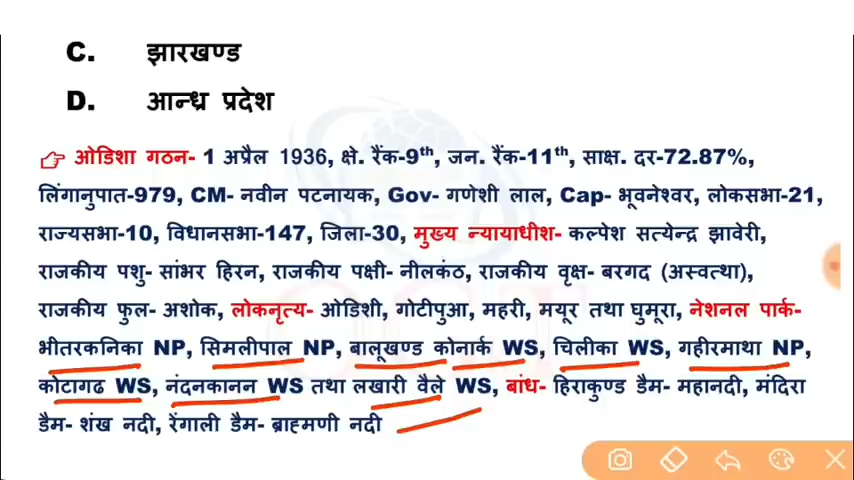 C. झारखण्ड
D. आन्ध्र प्रदेश
ओडिशा गठन- 1 अप्रैल 1936, क्षे. रैंक-9th, जन. रैंक-11th, साक्ष. दर-72.87%,
लिंगानुपात-979, CM- नवीन पटनायक, Gov- गणेशी लाल, Cap- भूवनेश्वर, लोकसभा-21,
राज्यसभा-10, विधानसभा-147, जिला-30, मुख्य न्यायाधीश- कल्पेश सत्येन्द्र झावेरी,
राजकीय पशु- सांभर हिरन, राजकीय पक्षी- नीलकंठ, राजकीय वृक्ष- बरगद (अस्वत्था),
राजकीय फुल- अशोक, लोकनृत्य- ओडिशी, गोटीपुआ, महरी, मयूर तथा घुमूरा, नेशनल पार्क-
भीतरकनिका NP, सिमलीपाल NP, बालूखण्ड कोनार्क WS, चिलीका WS, गहीरमाथा NP,
कोटागढ WS, नंदनकानन WS तथा लखारी वैले WS, बांध- हिराकुण्ड डैम- महानदी, मंदिरा
डैम- शंख नदी, रेंगाली डैम- ब्राह्मणी नदी